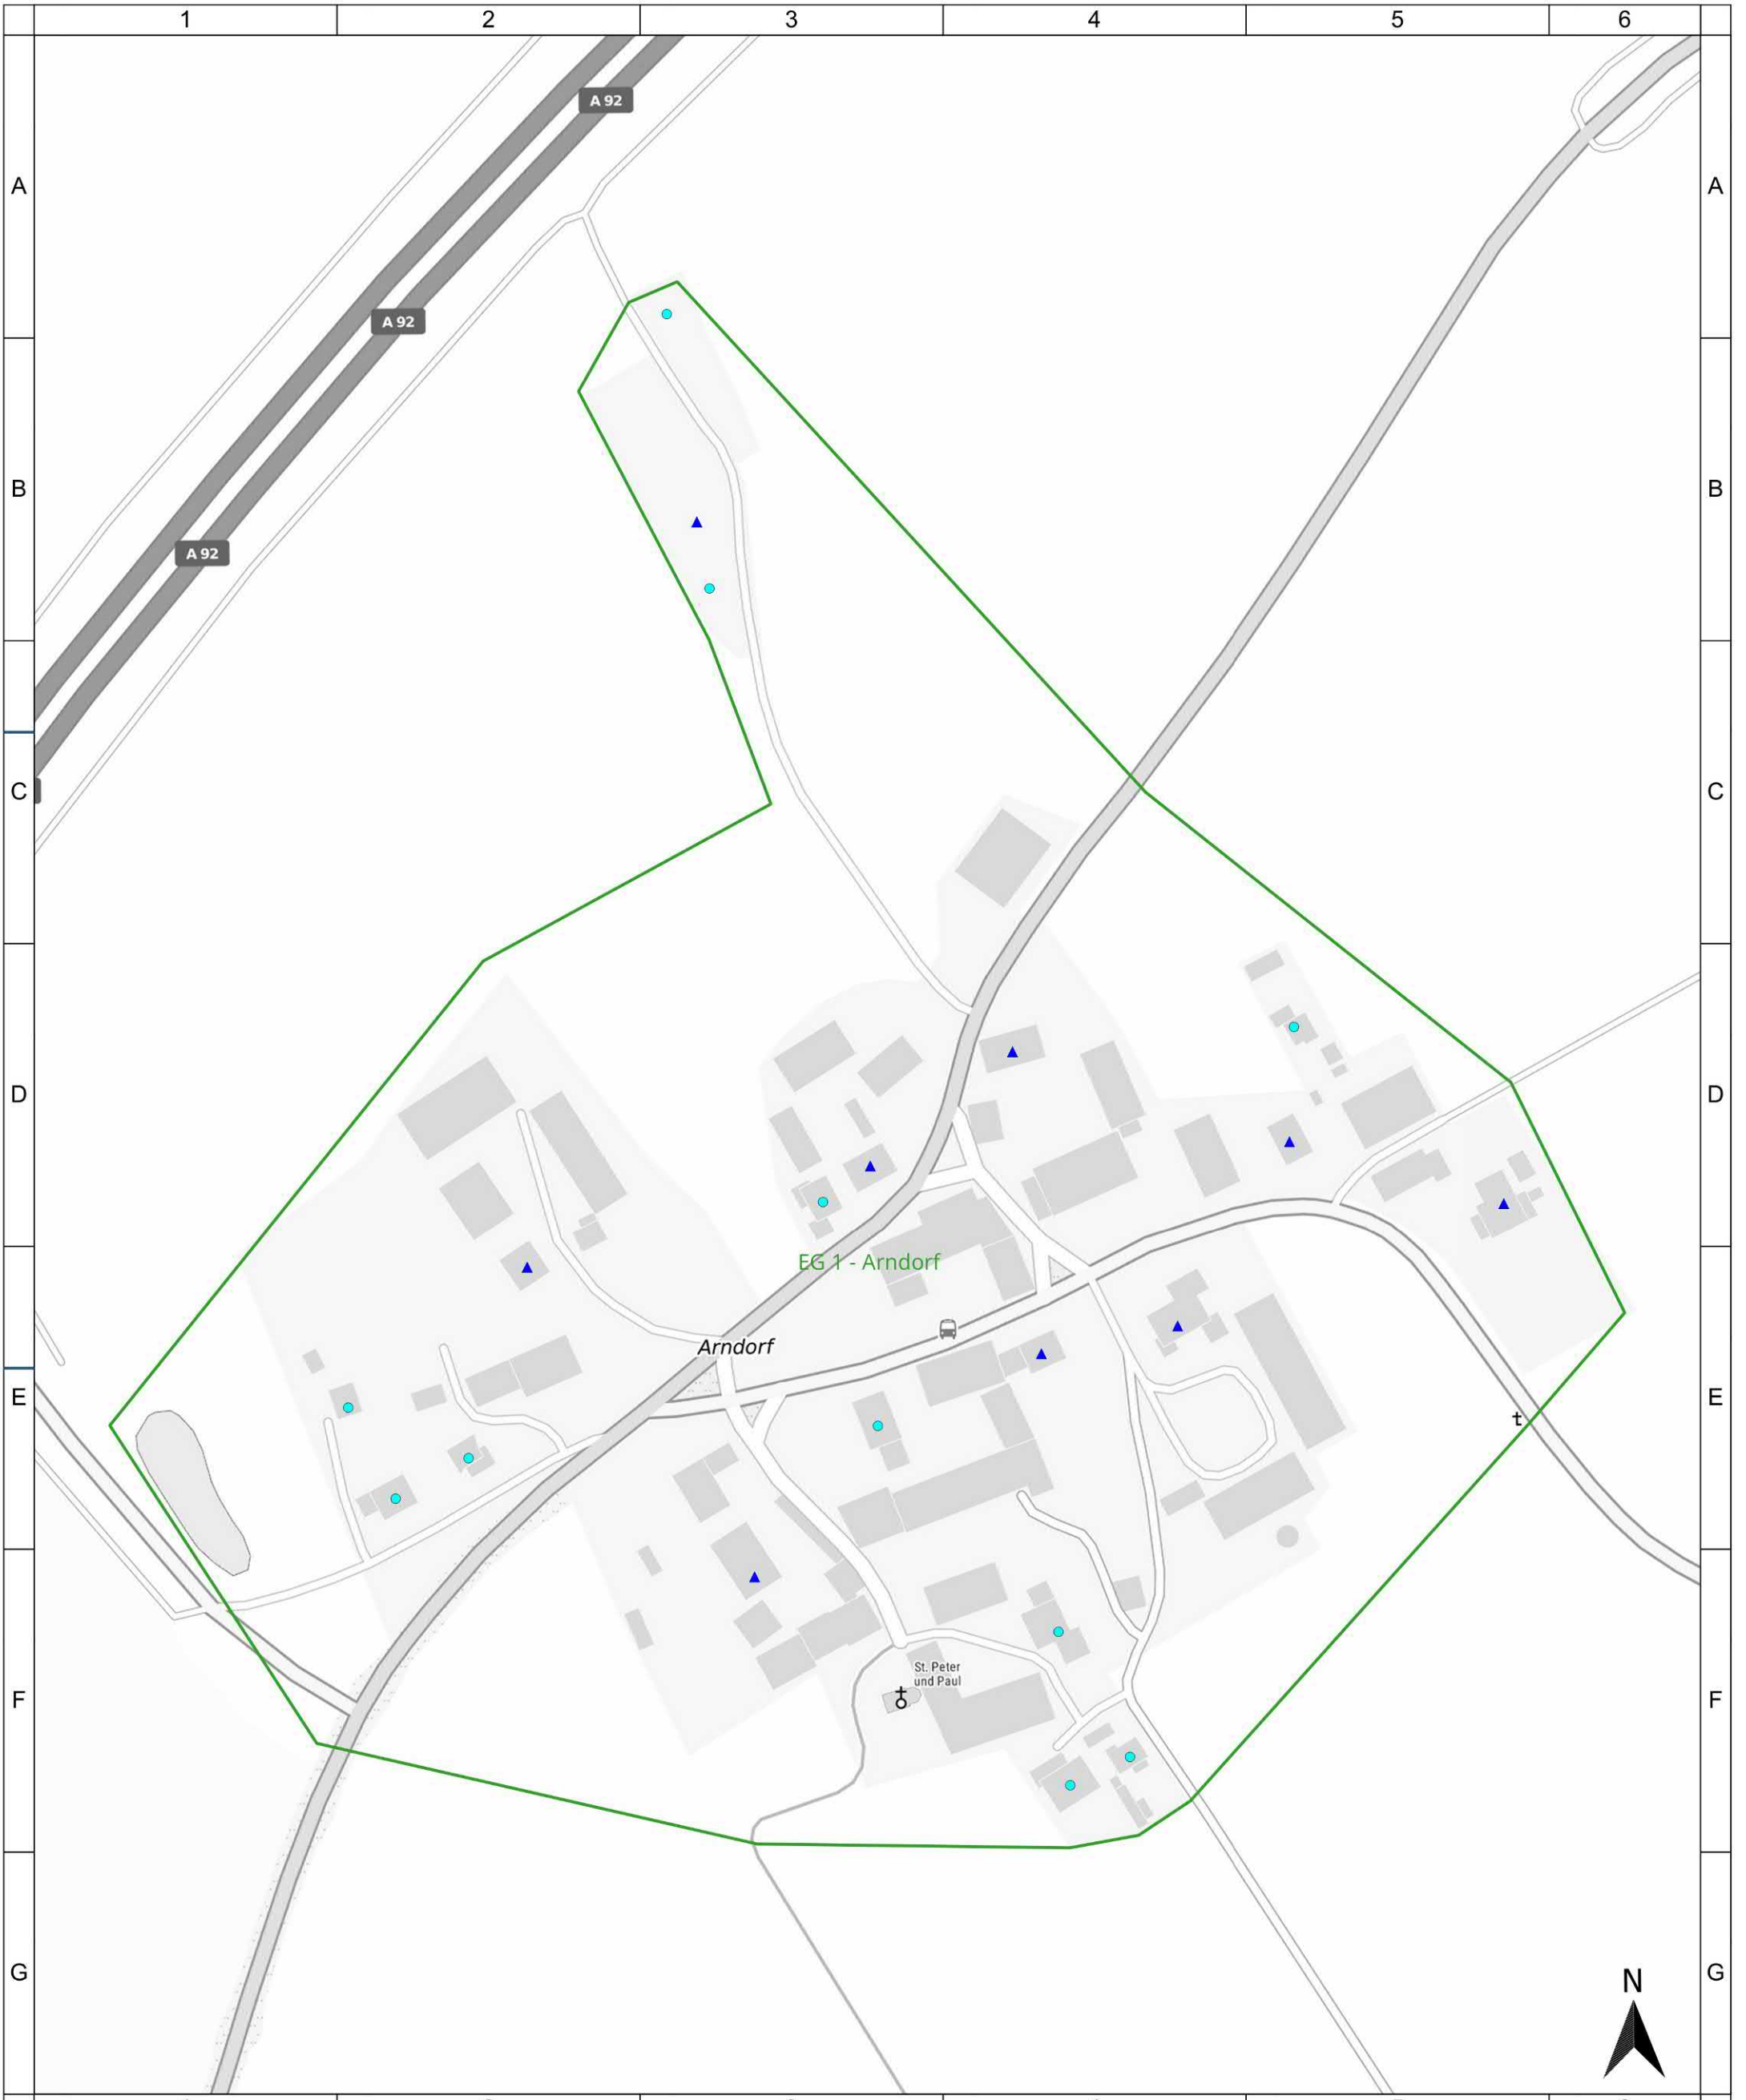 1 2 3 4 5 6
A 92
A A
A 92
B B
A 92
C C
D D
EG 1 - Arndorf
Arndorf
E E
St. Peter
und Paul
F F
G G
N